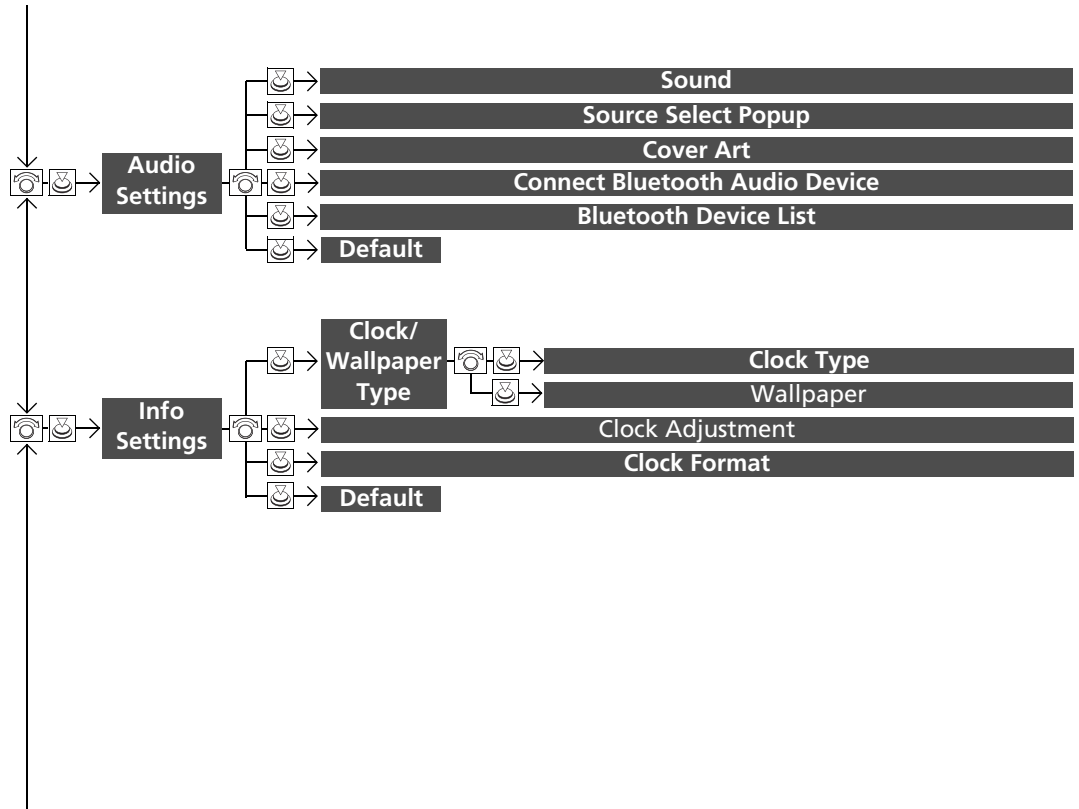 Audio
Settings
Sound
Source Select Popup
Cover Art
Connect Bluetooth Audio Device
Bluetooth Device List
Default
Info
Settings
Clock/
Wallpaper
Type
Clock Type
Wallpaper
Clock Adjustment
Clock Format
Default